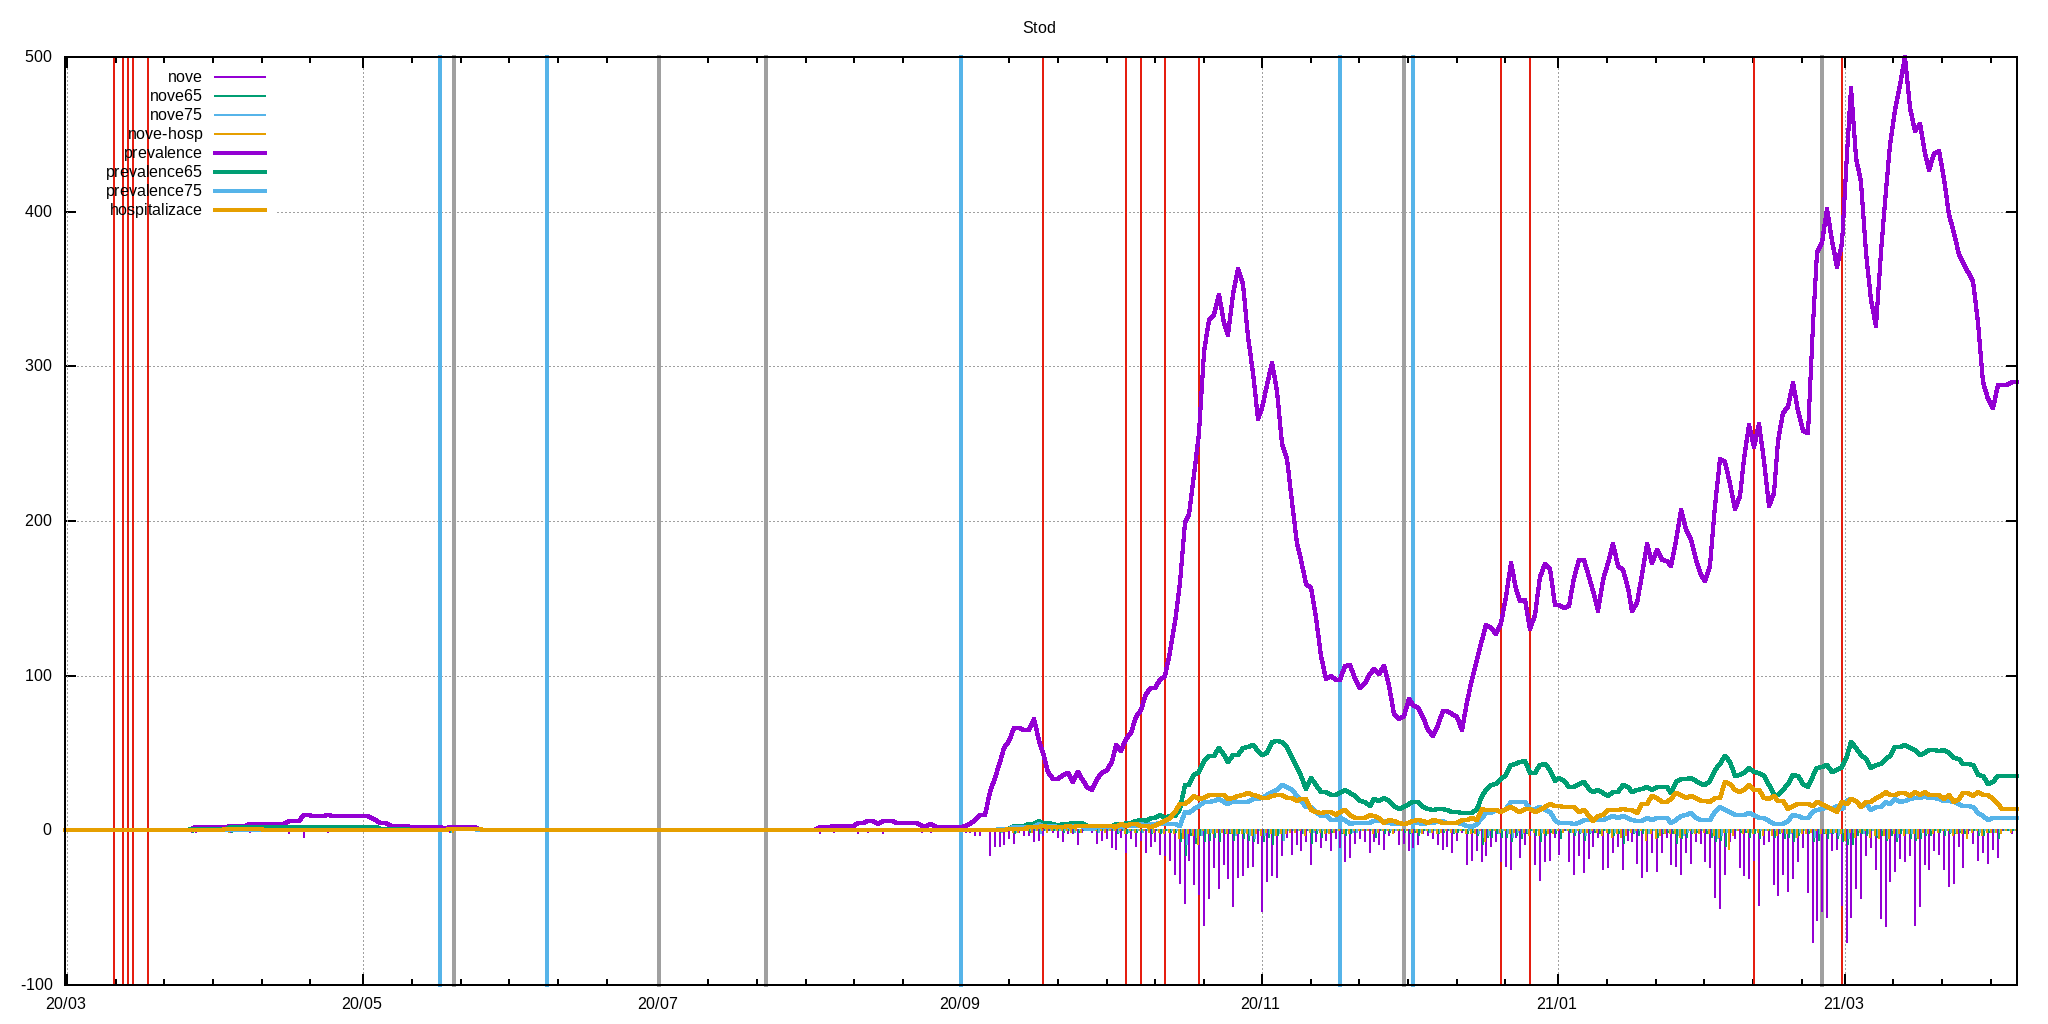 Stod
500
nove
nove65
nove75
nove-hosp
prevalence
prevalence65
prevalence75
hospitalizace
400
300
200
100
0
-100
20/03 20/05 20/07 20/09 20/11 21/01 21/03